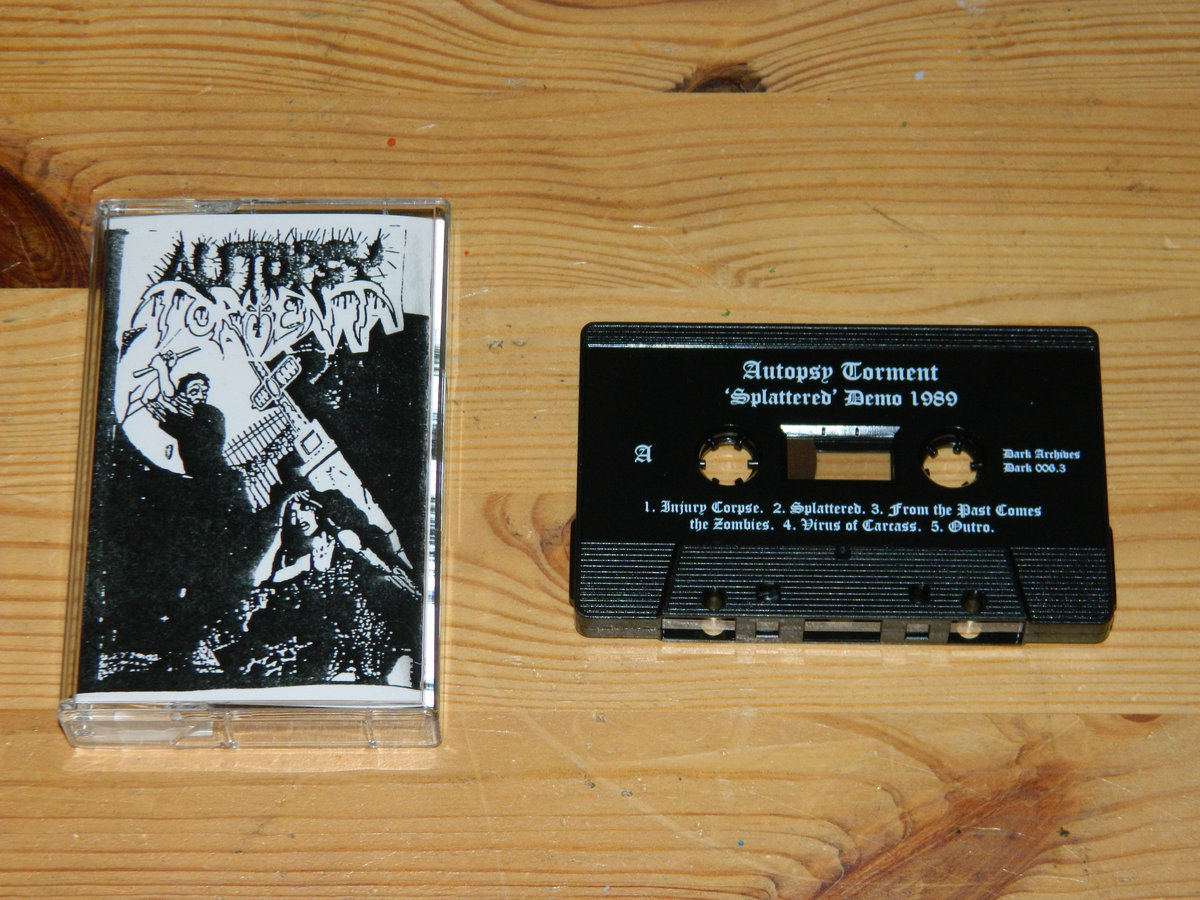 AUTOPSY
TORMENT
Autopsy Torment
'Splattered' Demo 1989
A
Dark Archives
Dark 006.3
1. Injury Corpse. 2. Splattered. 3. From the Past Comes
the Zombies. 4. Virus of Carcass. 5. Outro.